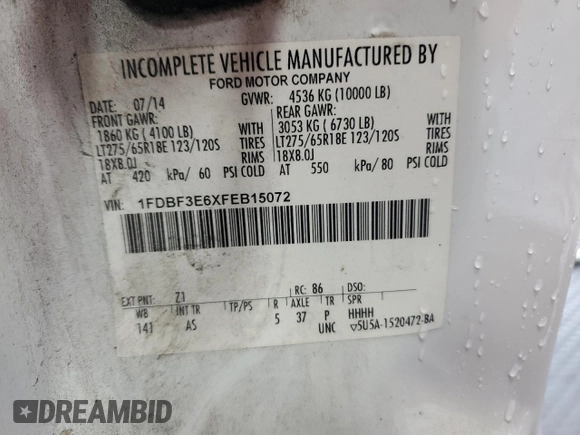 INCOMPLETE VEHICLE MANUFACTURED BY
FORD MOTOR COMPANY
DATE: 07/14 GVWR: 4536 KG (10000 LB)
FRONT GAWR: REAR GAWR:
1860 KG ( 4100 LB) WITH 3053 KG ( 6730 LB) WITH
LT275/65R18E 123/120S TIRES LT275/65R18E 123/120S TIRES
18X8.0J RIMS 18X8.0J RIMS
AT 420 kPa/ 60 PSI COLD AT 550 kPa/ 80 PSI COLD
VIN: 1FDBF3E6XFEB15072
EXT PNT: Z1 RC: 86 DSO:
WB INT TR TP/PS R AXLE TR SPR
141 AS 5 37 P HHHH
UNC ▽5U5A-1520472-BA
DREAMBID